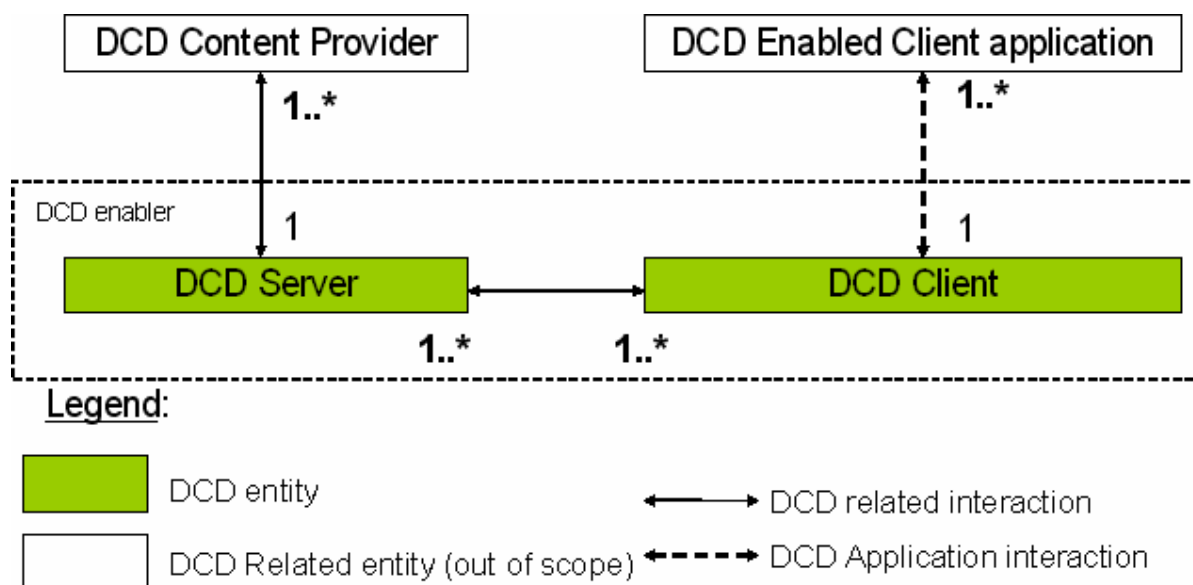 DCD Content Provider
DCD Enabled Client application
1..*
1..*
DCD enabler
1
1
DCD Server
DCD Client
1..*
1..*
Legend:
DCD entity
DCD related interaction
DCD Related entity (out of scope)
DCD Application interaction